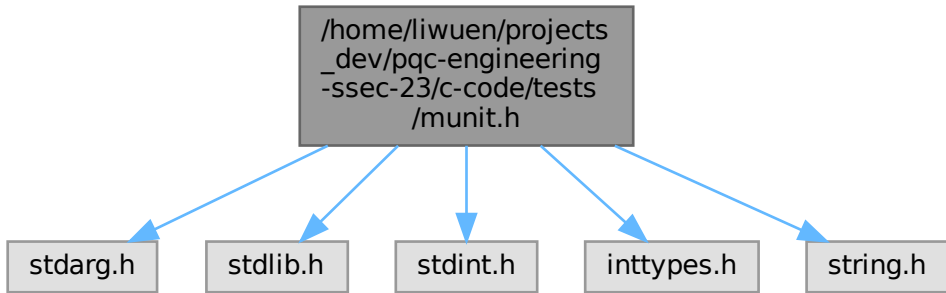 /home/liwuen/projects
_dev/pqc-engineering
-ssec-23/c-code/tests
/munit.h
stdarg.h
stdlib.h
stdint.h
inttypes.h
string.h